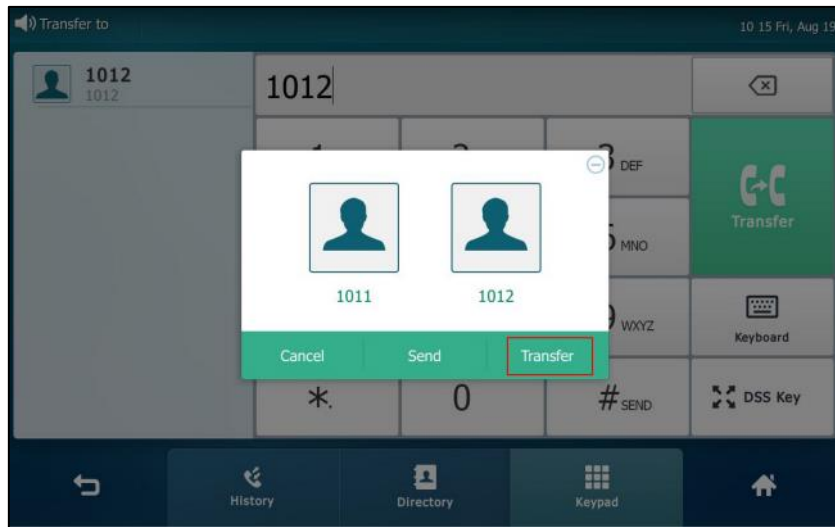 Transfer to
10 15 Fri, Aug 19
1012
1012
1012
DEF
Transfer
MNO
1011 1012
WXYZ
Keyboard
Cancel Send Transfer
*. 0 # SEND DSS Key
History Directory Keypad